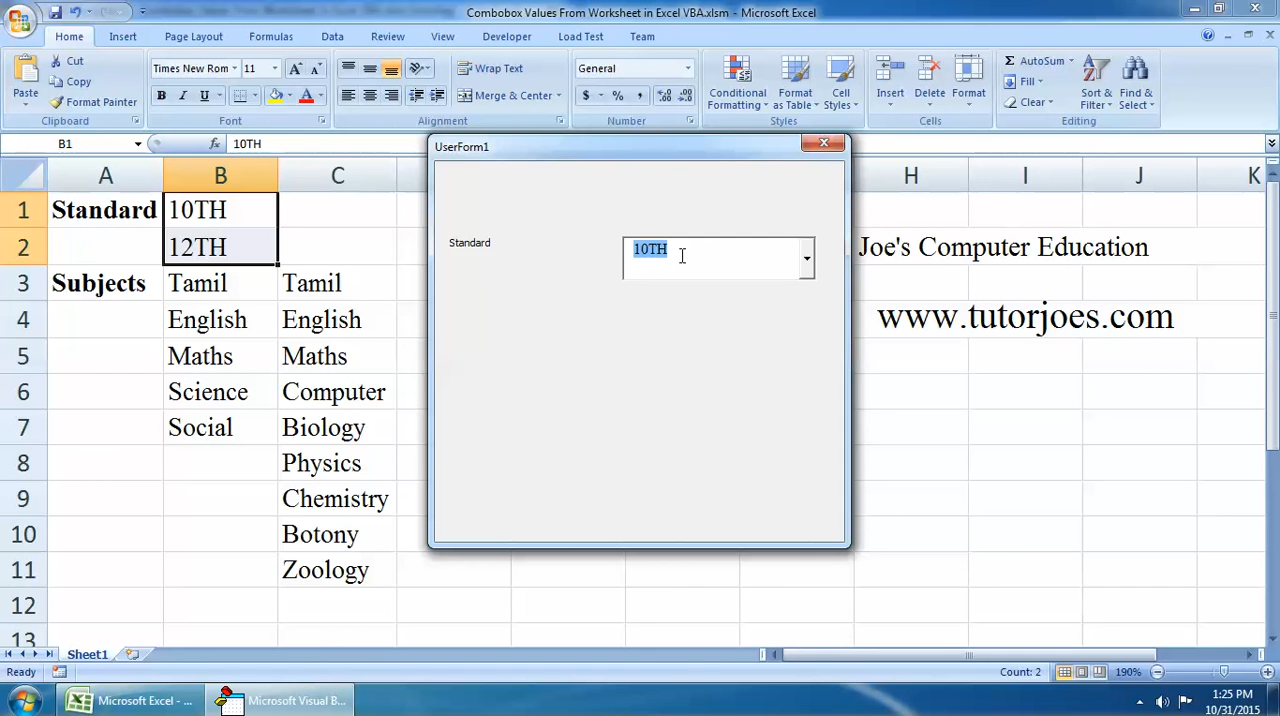 Combobox Values From Worksheet in Excel VBA.xlsm - Microsoft Excel
Home Insert Page Layout Formulas Data Review View Developer Load Test Team
Paste Cut Copy Format Painter
Times New Rom 11
Wrap Text Merge & Center
General
Conditional Formatting Format as Table Cell Styles
Insert Delete Format
AutoSum Fill Clear Sort & Filter Find & Select
Clipboard Font Alignment Number Styles Cells Editing
B1 fx 10TH
UserForm1
A B C H I J K
1 Standard 10TH
2 12TH Joe's Computer Education
3 Subjects Tamil Tamil
4 English English www.tutorjoes.com
5 Maths Maths
6 Science Computer
7 Social Biology
8 Physics
9 Chemistry
10 Botony
11 Zoology
12
13
Standard 10TH
Sheet1
Ready Count: 2 190%
Microsoft Excel - ... Microsoft Visual B... 1:25 PM
10/31/2015